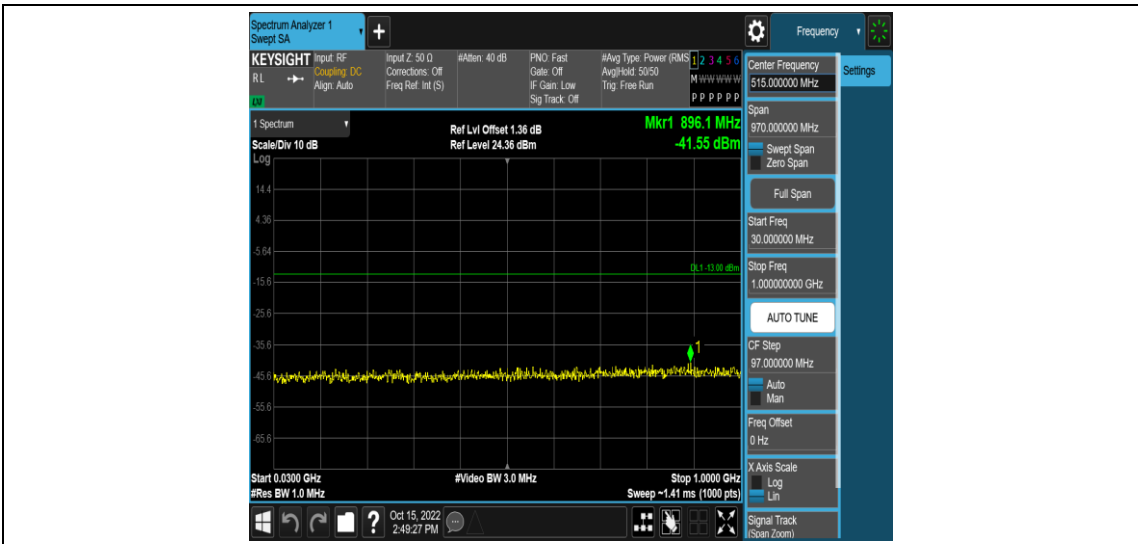 Spectrum Analyzer 1
Swept SA
+
Frequency
KEYSIGHT
RL
LNI
Input: RF
Coupling: DC
Align: Auto
Input Z: 50 Ω
Corrections: Off
Freq Ref: Int (S)
#Atten: 40 dB
PNO: Fast
Gate: Off
IF Gain: Low
Sig Track: Off
#Avg Type: Power (RMS
Avg|Hold: 50/50
Trig: Free Run
1 2 3 4 5 6
M W W W W W
P P P P P P
Center Frequency
515.000000 MHz
Settings
Span
970.000000 MHz
Swept Span
Zero Span
Full Span
Start Freq
30.000000 MHz
Stop Freq
1.000000000 GHz
AUTO TUNE
CF Step
97.000000 MHz
Auto
Man
Freq Offset
0 Hz
X Axis Scale
Log
Lin
Signal Track
(Span Zoom)
1 Spectrum
Scale/Div 10 dB
Log
Ref Lvl Offset 1.36 dB
Ref Level 24.36 dBm
Mkr1 896.1 MHz
-41.55 dBm
14.4
4.36
-5.64
DL1 -13.00 dBm
-15.6
-25.6
-35.6
1
-45.6
-55.6
-65.6
Start 0.0300 GHz
#Video BW 3.0 MHz
Stop 1.0000 GHz
#Res BW 1.0 MHz
Sweep ~1.41 ms (1000 pts)
?
Oct 15, 2022
2:49:27 PM